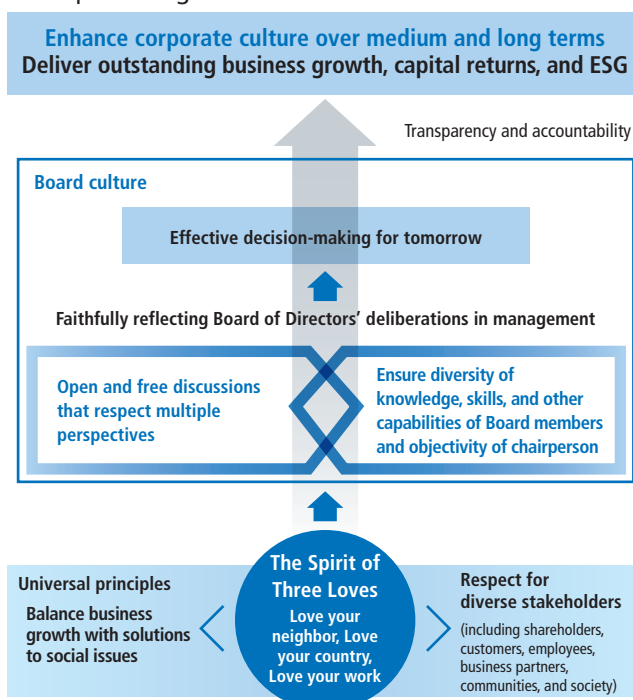 Enhance corporate culture over medium and long terms
Deliver outstanding business growth, capital returns, and ESG
Transparency and accountability
Board culture
Effective decision-making for tomorrow
Faithfully reflecting Board of Directors’ deliberations in management
Open and free discussions
that respect multiple
perspectives
Ensure diversity of
knowledge, skills, and other
capabilities of Board members
and objectivity of chairperson
Universal principles
Balance business
growth with solutions
to social issues
The Spirit of
Three Loves
Love your
neighbor, Love
your country,
Love your work
Respect for
diverse stakeholders
(including shareholders,
customers, employees,
business partners,
communities, and society)